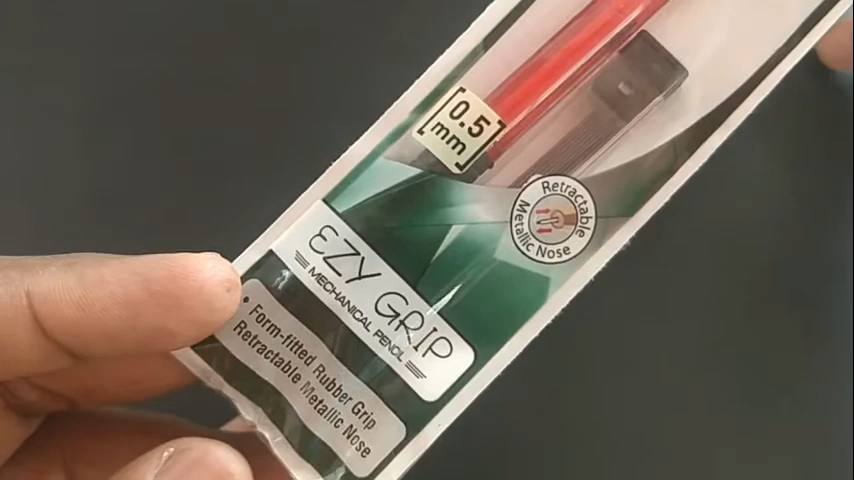 [0.5]
mm
Retractable
Metallic Nose
EZY GRIP
MECHANICAL PENCIL
• Form-fitted Rubber Grip
Retractable Metallic Nose